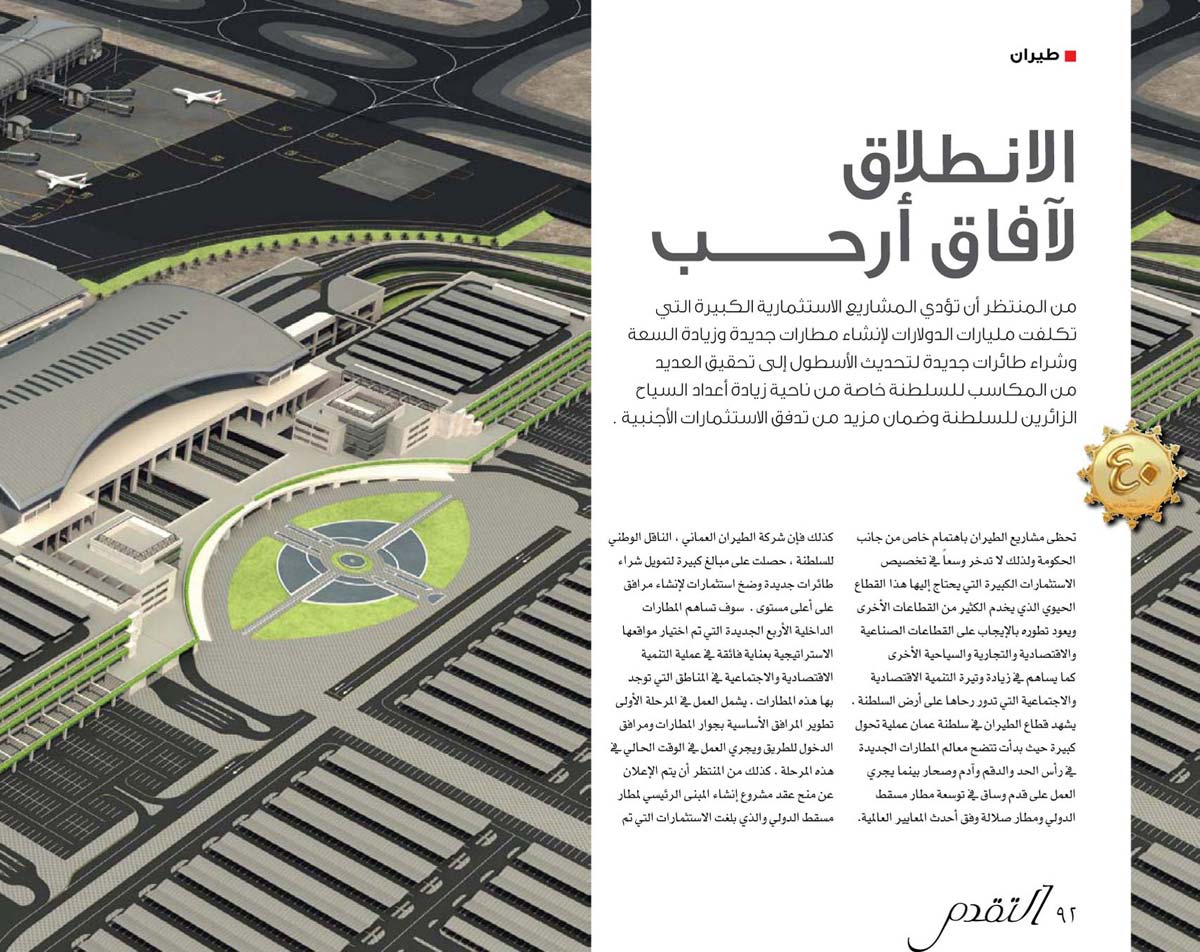 طيران
الانطلاق
لآفاق أرحب
من المنتظر أن تؤدي المشاريع الاستثمارية الكبيرة التي
تكلفت مليارات الدولارات لإنشاء مطارات جديدة وزيادة السعة
وشراء طائرات جديدة لتحديث الأسطول إلى تحقيق العديد
من المكاسب للسلطنة خاصة من ناحية زيادة أعداد السياح
الزائرين للسلطنة وضمان مزيد من تدفق الاستثمارات الأجنبية .
٤٠
تحظى مشاريع الطيران باهتمام خاص من جانب
الحكومة ولذلك لا تدخر وسعاً في تخصيص
الاستثمارات الكبيرة التي يحتاج إليها هذا القطاع
الحيوي الذي يخدم الكثير من القطاعات الأخرى
ويعود تطوره بالإيجاب على القطاعات الصناعية
والاقتصادية والتجارية والسياحية الأخرى
كما يساهم في زيادة وتيرة التنمية الاقتصادية
والاجتماعية التي تدور رحاها على أرض السلطنة .
يشهد قطاع الطيران في سلطنة عمان عملية تحول
كبيرة حيث بدأت تتضح معالم المطارات الجديدة
في رأس الحد والدقم وآدم وصحار بينما يجري
العمل على قدم وساق في توسعة مطار مسقط
الدولي ومطار صلالة وفق أحدث المعايير العالمية.
كذلك فإن شركة الطيران العماني ، الناقل الوطني
للسلطنة ، حصلت على مبالغ كبيرة لتمويل شراء
طائرات جديدة وضخ استثمارات لإنشاء مرافق
على أعلى مستوى . سوف تساهم المطارات
الداخلية الأربع الجديدة التي تم اختيار مواقعها
الاستراتيجية بعناية فائقة في عملية التنمية
الاقتصادية والاجتماعية في المناطق التي توجد
بها هذه المطارات . يشمل العمل في المرحلة الأولى
تطوير المرافق الأساسية بجوار المطارات ومرافق
الدخول للطريق ويجري العمل في الوقت الحالي في
هذه المرحلة . كذلك من المنتظر أن يتم الإعلان
عن منح عقد مشروع إنشاء المبنى الرئيسي لمطار
مسقط الدولي والذي بلغت الاستثمارات التي تم
٩٢ التقدم